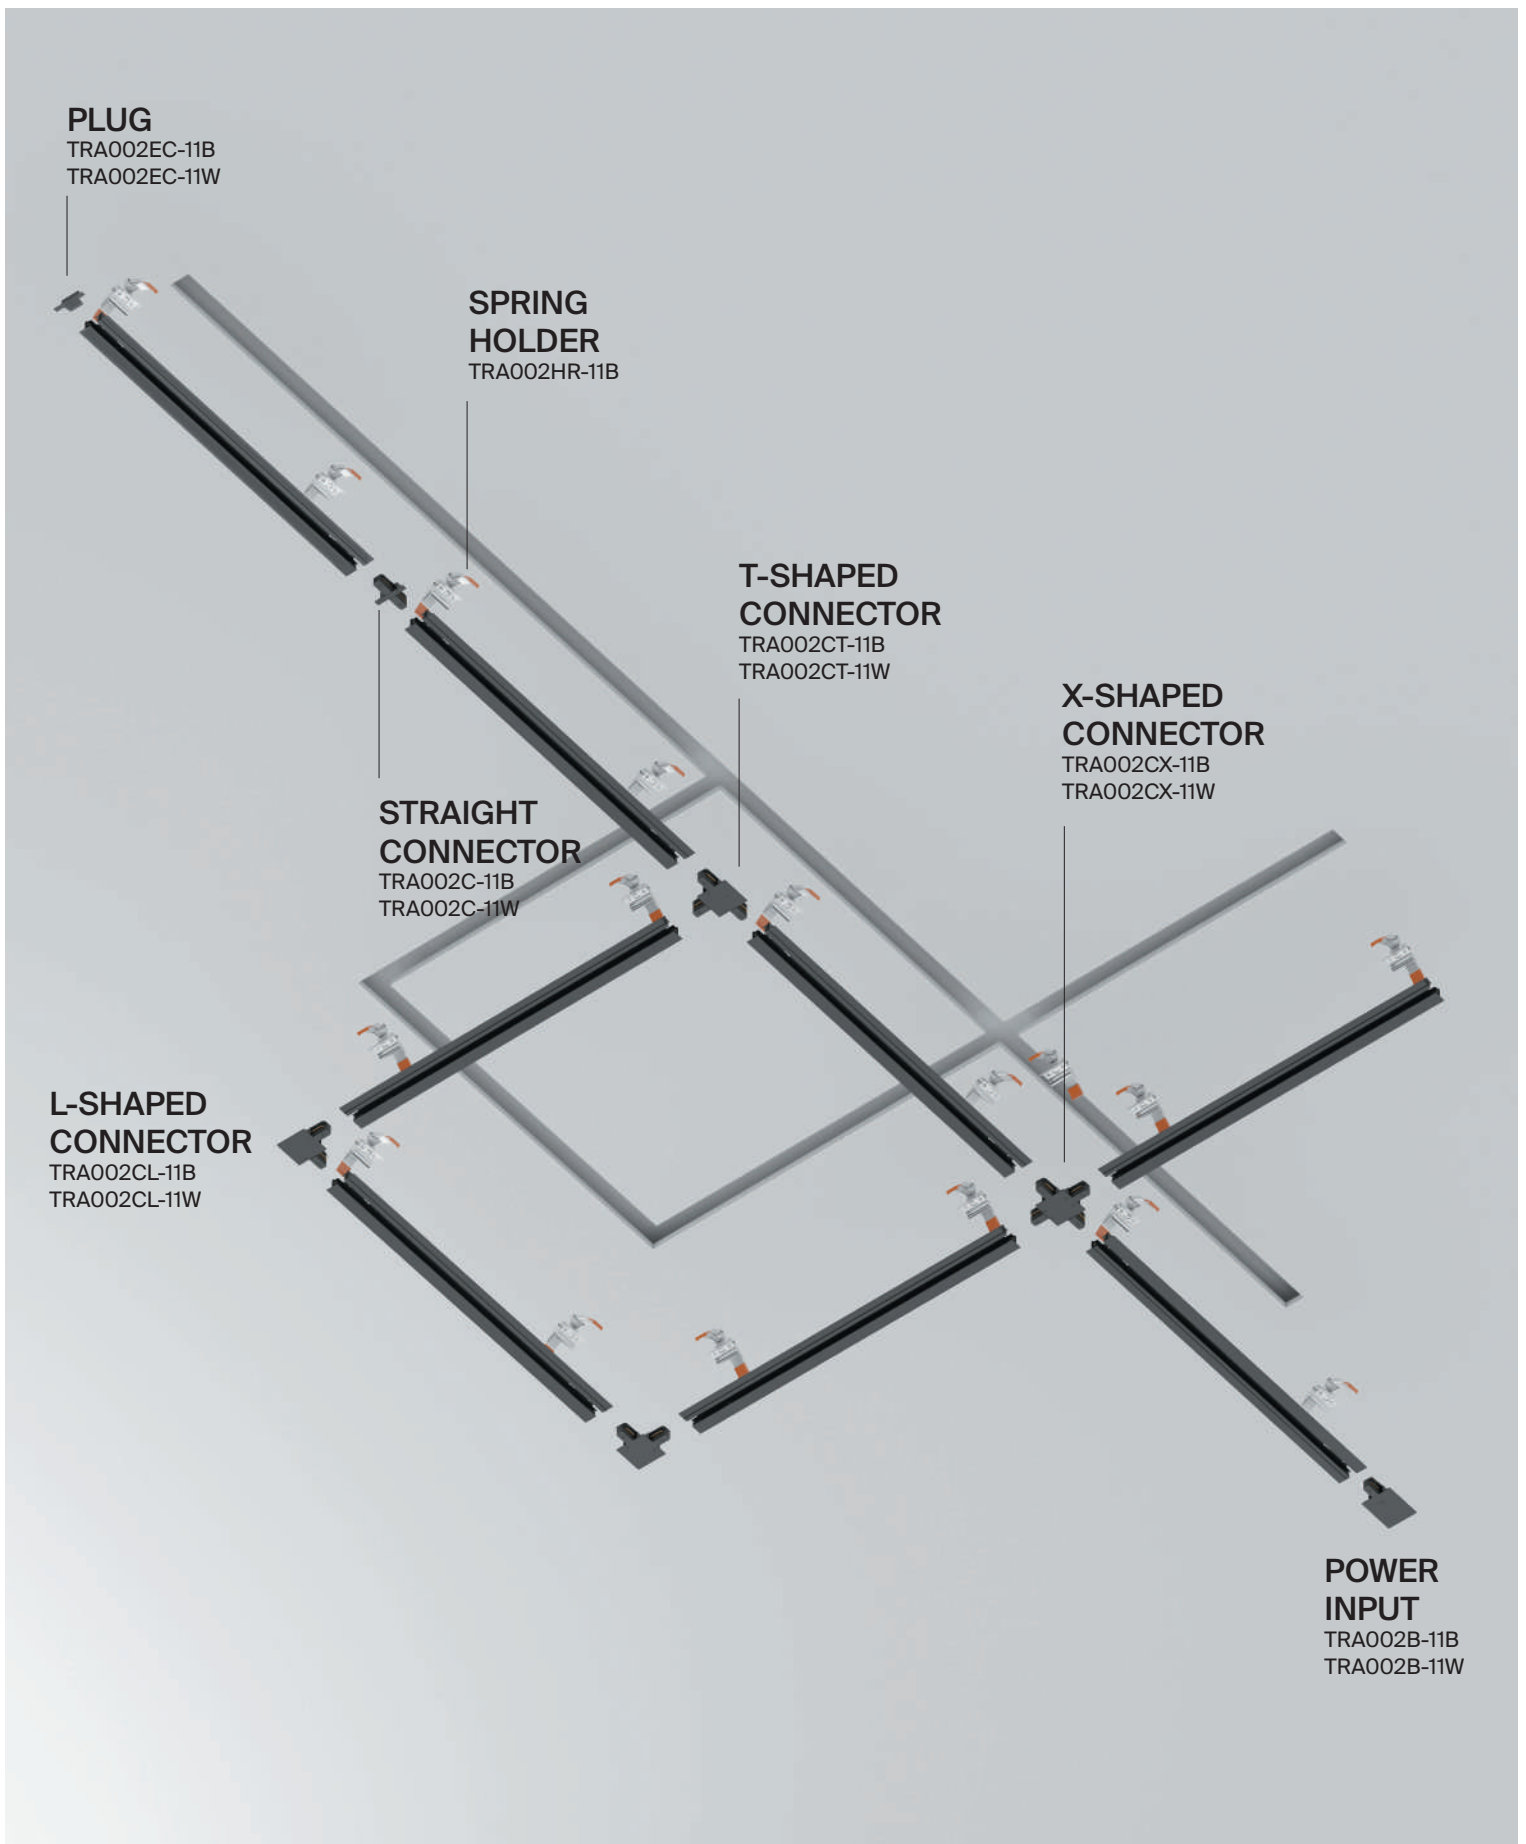 PLUG
TRA002EC-11B
TRA002EC-11W
SPRING
HOLDER
TRA002HR-11B
T-SHAPED
CONNECTOR
TRA002CT-11B
TRA002CT-11W
X-SHAPED
CONNECTOR
TRA002CX-11B
TRA002CX-11W
STRAIGHT
CONNECTOR
TRA002C-11B
TRA002C-11W
L-SHAPED
CONNECTOR
TRA002CL-11B
TRA002CL-11W
POWER
INPUT
TRA002B-11B
TRA002B-11W